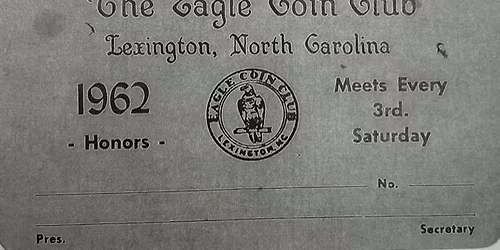 The Eagle Coin Club
Lexington, North Carolina
1962
- Honors -
EAGLE COIN CLUB
LEXINGTON, NC
Meets Every
3rd.
Saturday
No.
Pres.
Secretary